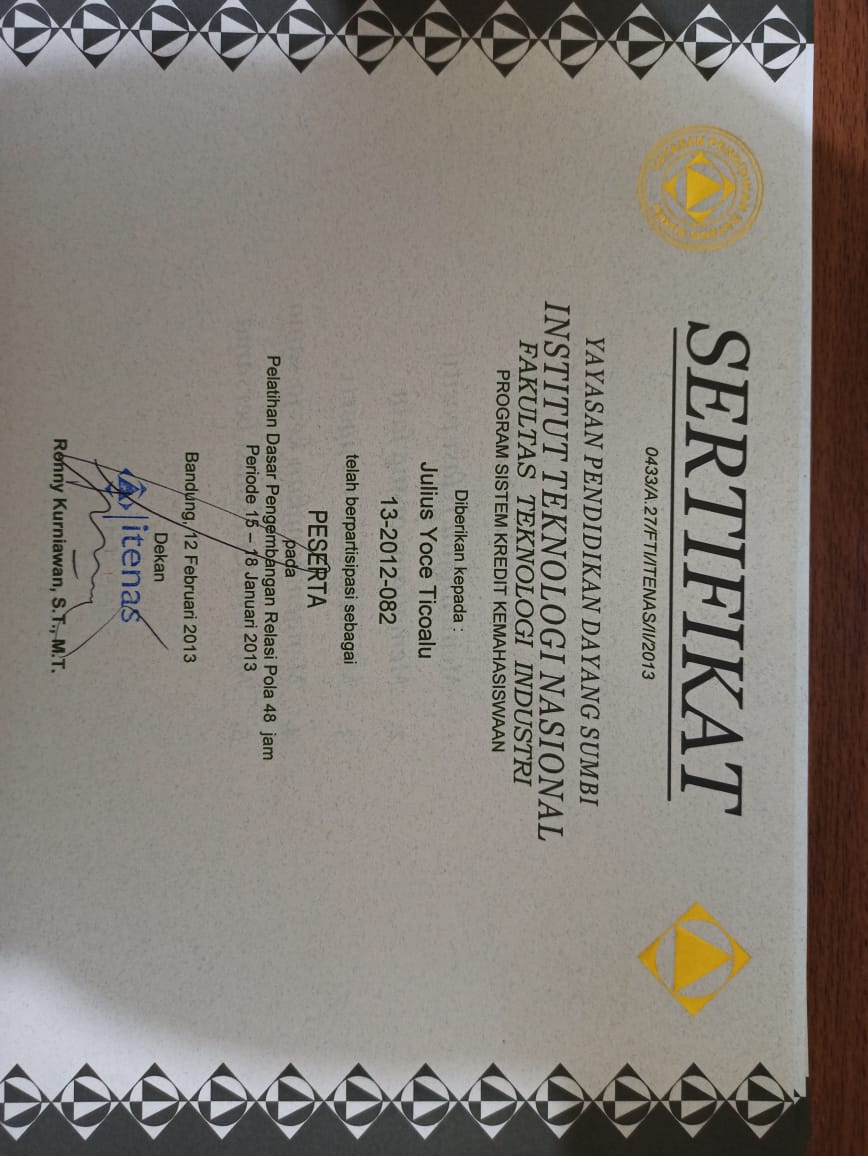 SERTIFIKAT
0433/A.27/FTI/ITENAS/II/2013
YAYASAN PENDIDIKAN DAYANG SUMBI
INSTITUT TEKNOLOGI NASIONAL
FAKULTAS TEKNOLOGI INDUSTRI
PROGRAM SISTEM KREDIT KEMAHASISWAAN
Diberikan kepada :
Julius Yoce Ticoalu
13-2012-082
telah berpartisipasi sebagai
PESERTA
pada
Pelatihan Dasar Pengembangan Relasi Pola 48 jam
Periode 15 – 18 Januari 2013
Bandung, 12 Februari 2013
Dekan
itenas
Ronny Kurniawan, S.T., M.T.